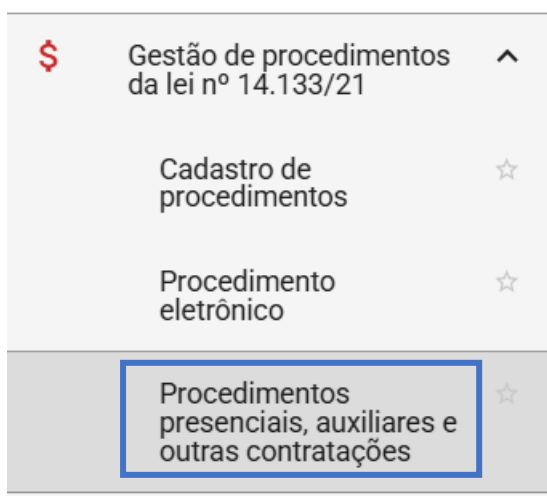 $
Gestão de procedimentos
da lei nº 14.133/21
Cadastro de
procedimentos
Procedimento
eletrônico
Procedimentos
presenciais, auxiliares e
outras contratações